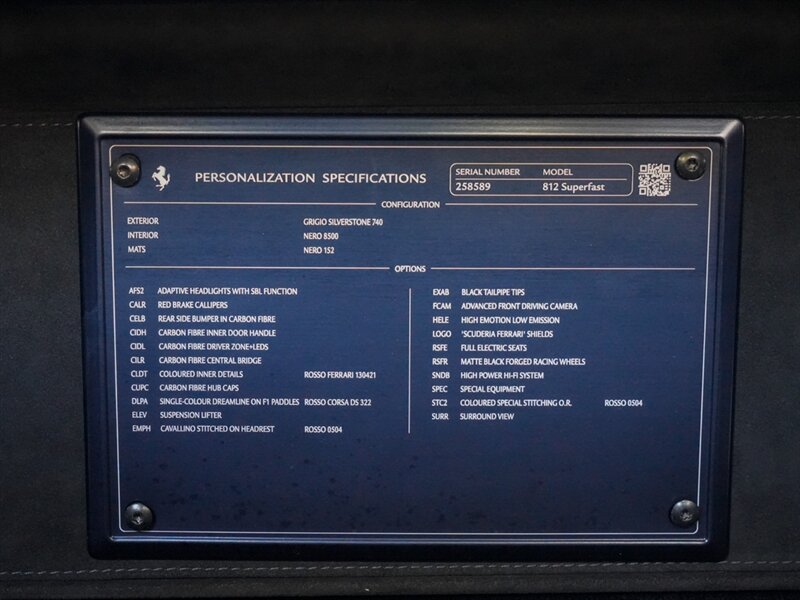 PERSONALIZATION SPECIFICATIONS
SERIAL NUMBER MODEL
258589 812 Superfast
CONFIGURATION
EXTERIOR GRIGIO SILVERSTONE 740
INTERIOR NERO 8500
MATS NERO 152
OPTIONS
AFS2 ADAPTIVE HEADLIGHTS WITH SBL FUNCTION
CALR RED BRAKE CALLIPERS
CELB REAR SIDE BUMPER IN CARBON FIBRE
CIDH CARBON FIBRE INNER DOOR HANDLE
CIDL CARBON FIBRE DRIVER ZONE+LEDS
CILR CARBON FIBRE CENTRAL BRIDGE
CLDT COLOURED INNER DETAILS ROSSO FERRARI 130421
CUPC CARBON FIBRE HUB CAPS
DLPA SINGLE-COLOUR DREAMLINE ON F1 PADDLES ROSSO CORSA DS 322
ELEV SUSPENSION LIFTER
EMPH CAVALLINO STITCHED ON HEADREST ROSSO 0504
EXAB BLACK TAILPIPE TIPS
FCAM ADVANCED FRONT DRIVING CAMERA
HELE HIGH EMOTION LOW EMISSION
LOGO 'SCUDERIA FERRARI' SHIELDS
RSFE FULL ELECTRIC SEATS
RSFR MATTE BLACK FORGED RACING WHEELS
SNDB HIGH POWER HI-FI SYSTEM
SPEC SPECIAL EQUIPMENT
STC2 COLOURED SPECIAL STITCHING O.R. ROSSO 0504
SURR SURROUND VIEW